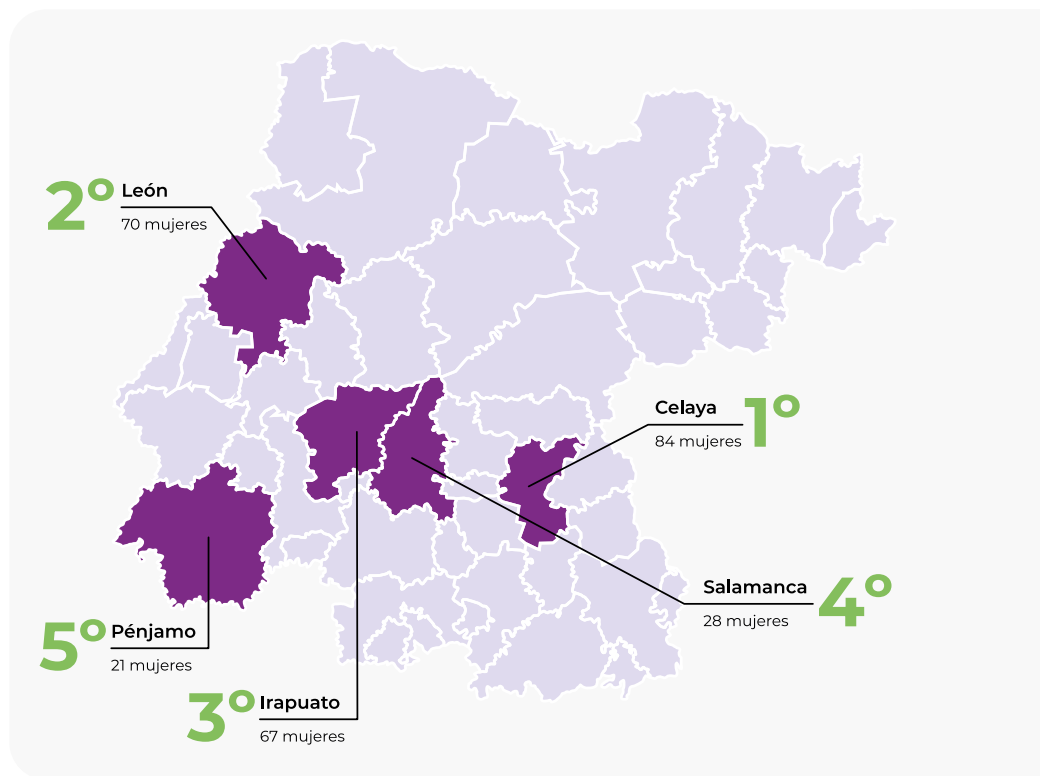 2º
León
70 mujeres
Celaya
84 mujeres
1º
Salamanca
28 mujeres
4º
5º
Pénjamo
21 mujeres
3º
Irapuato
67 mujeres